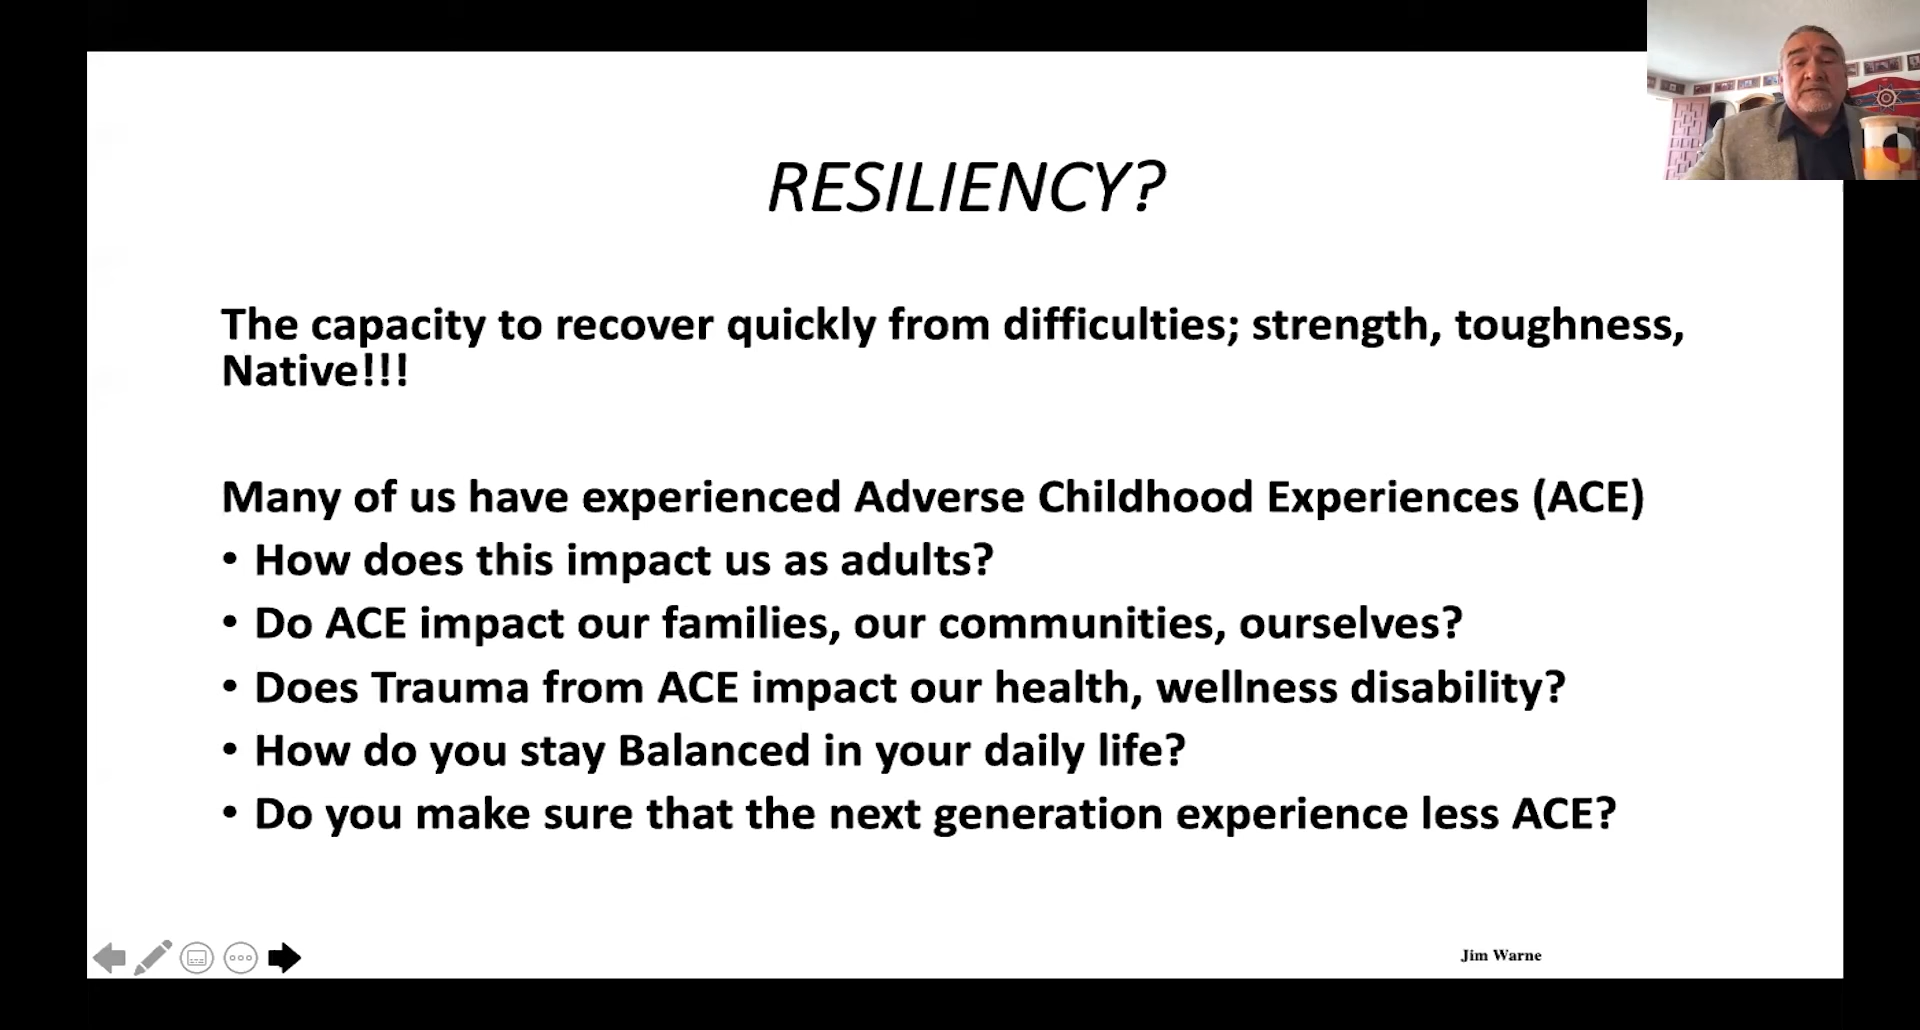 RESILIENCY?
The capacity to recover quickly from difficulties; strength, toughness,
Native!!!
Many of us have experienced Adverse Childhood Experiences (ACE)
• How does this impact us as adults?
• Do ACE impact our families, our communities, ourselves?
• Does Trauma from ACE impact our health, wellness disability?
• How do you stay Balanced in your daily life?
• Do you make sure that the next generation experience less ACE?
Jim Warne